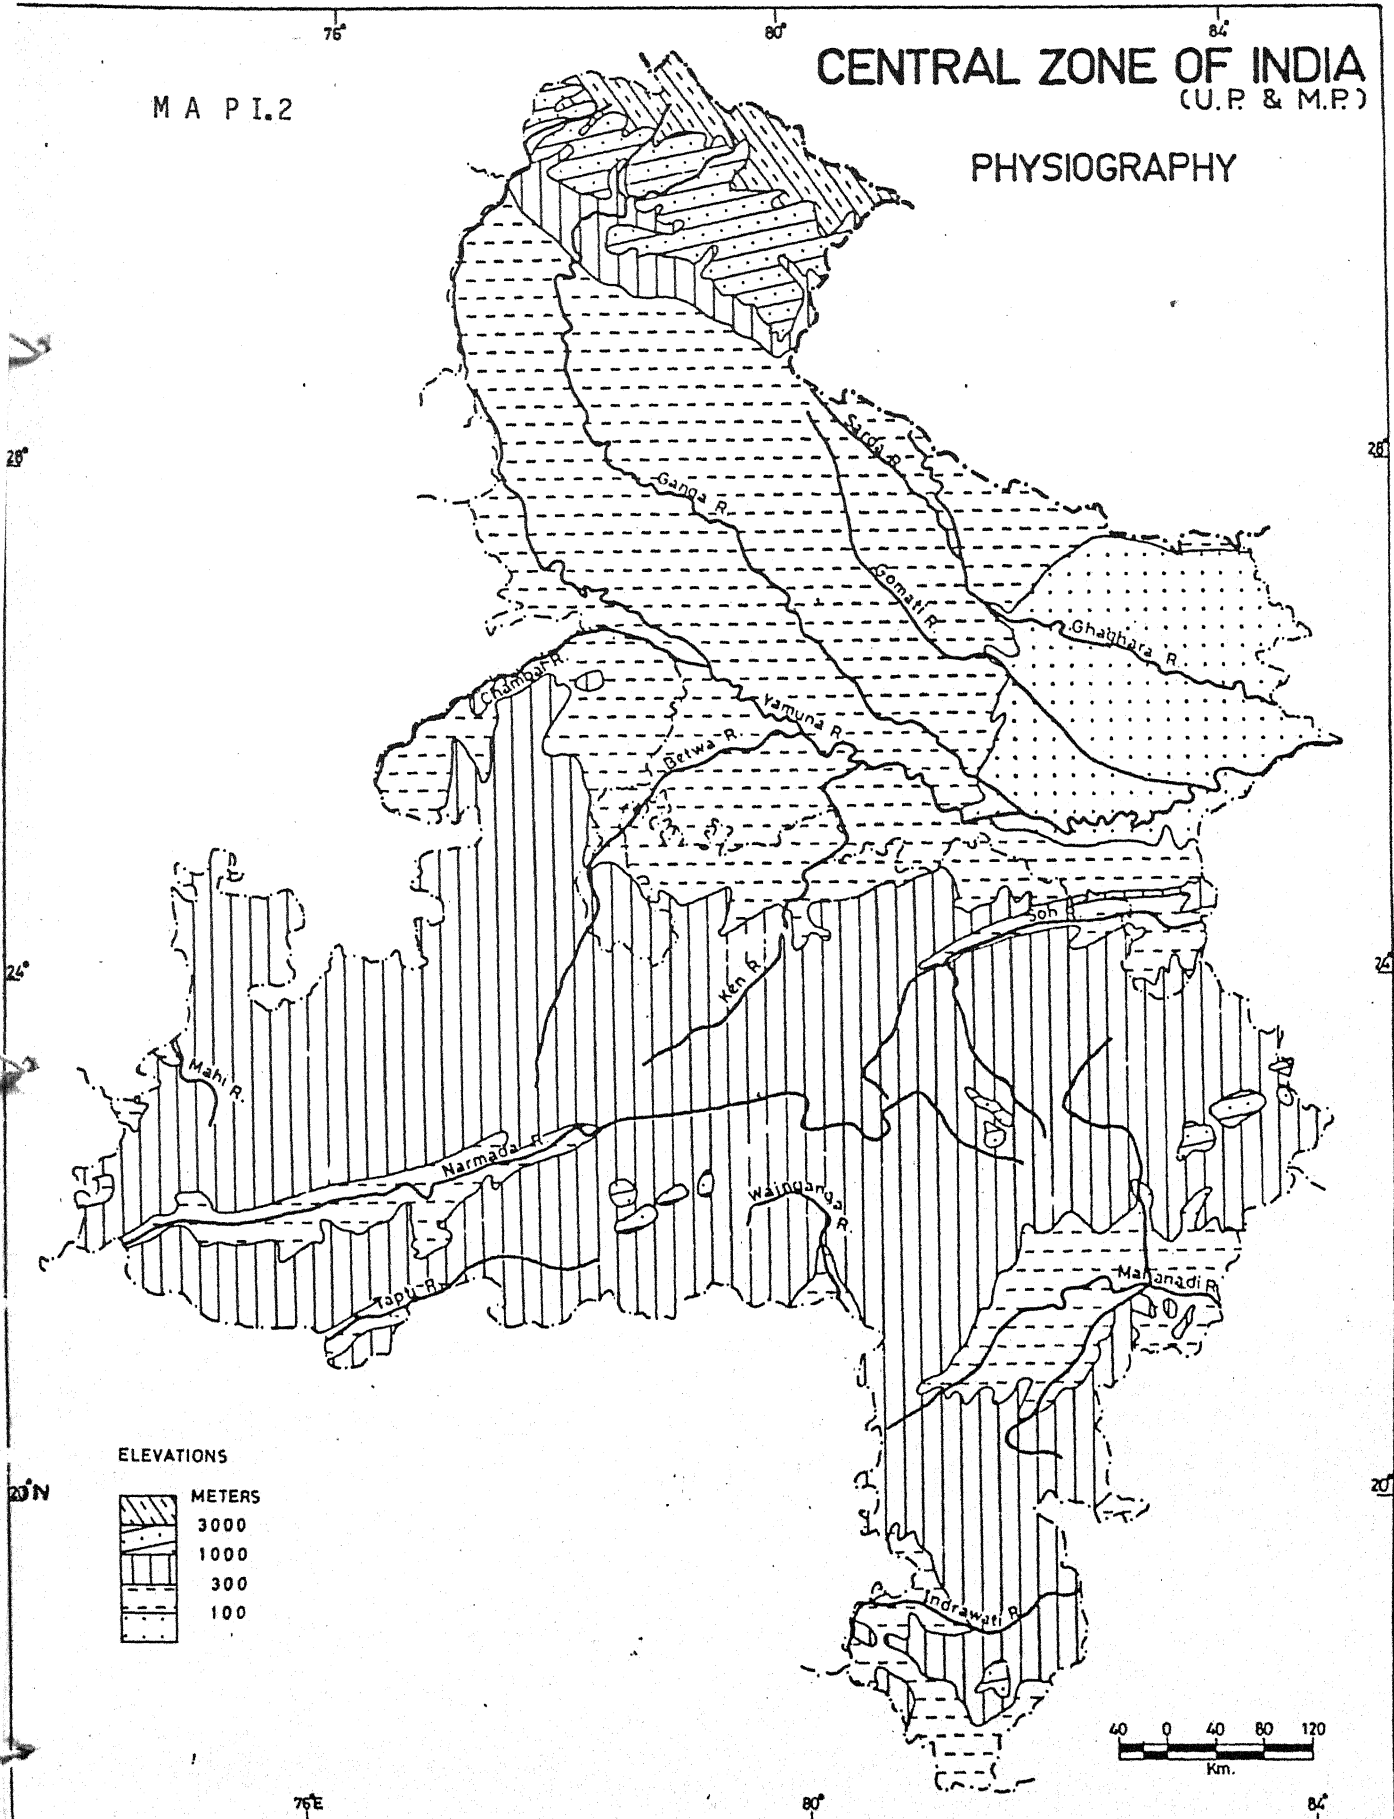 76° 80° 84°
CENTRAL ZONE OF INDIA
(U.P. & M.P.)
M A P I.2
PHYSIOGRAPHY
28° 28°
Sarda R.
Ganga R.
Gomati R.
Ghaghara R.
Chambal R.
Yamuna R.
Betwa R.
Son
24° 24°
Ken R.
Mahi R.
Narmada R.
Wainganga R.
Mahanadi R.
Tapti R.
ELEVATIONS
METERS
3000
1000
300
100
20°N 20°
Indrawati R.
40 0 40 80 120
Km.
76°E 80° 84°